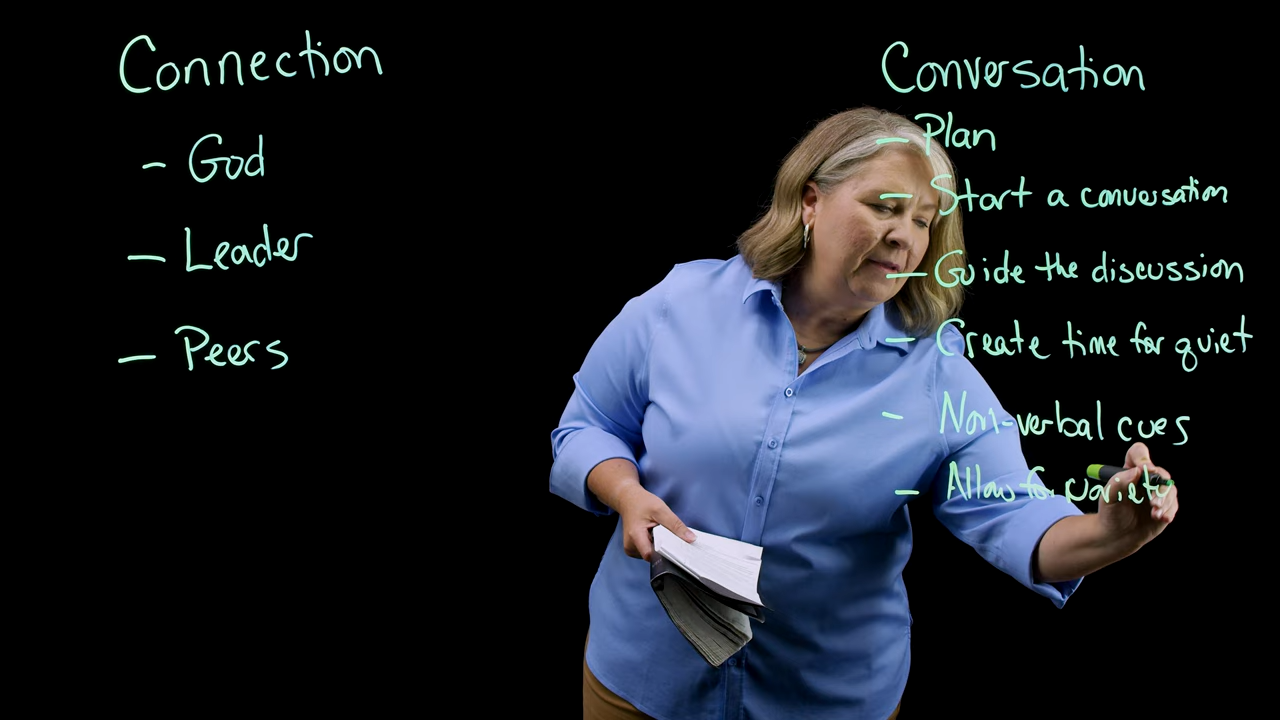 Connection
– God
– Leader
– Peers
Conversation
– Plan
– Start a conversation
– Guide the discussion
– Create time for quiet
– Non-verbal cues
– Allow for variety